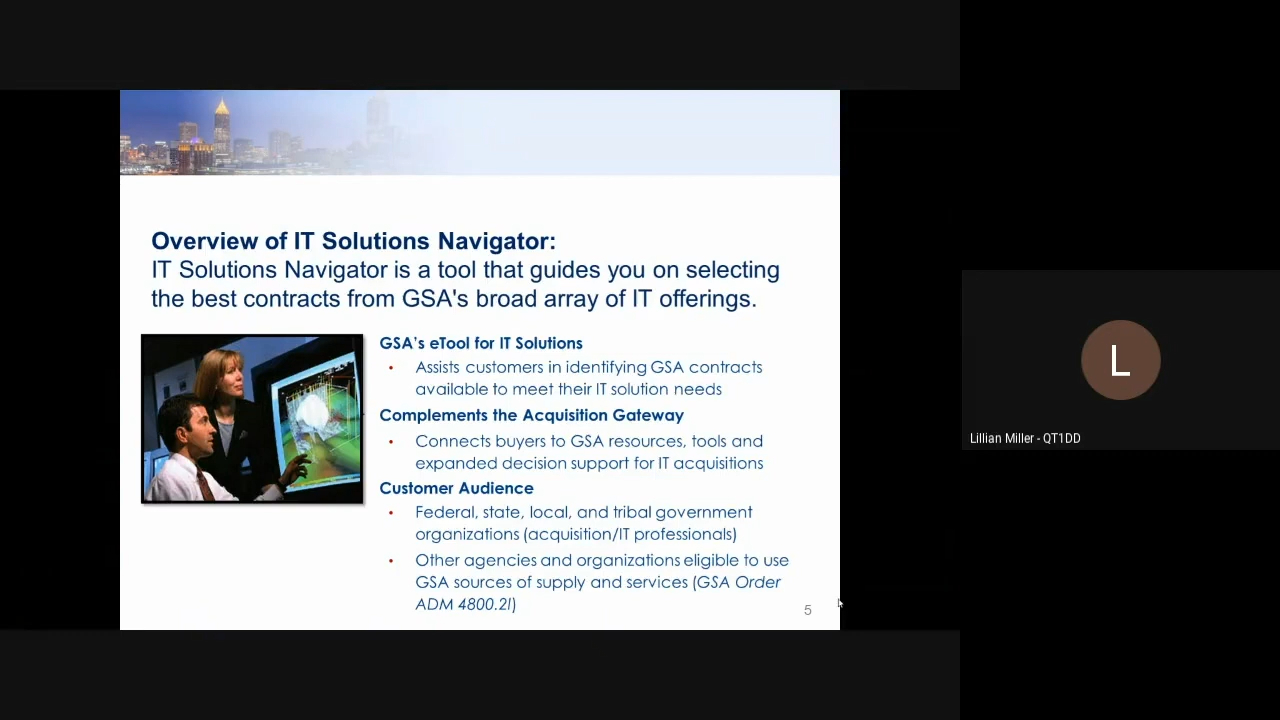 Overview of IT Solutions Navigator:
IT Solutions Navigator is a tool that guides you on selecting
the best contracts from GSA's broad array of IT offerings.
GSA’s eTool for IT Solutions
• Assists customers in identifying GSA contracts
available to meet their IT solution needs
Complements the Acquisition Gateway
• Connects buyers to GSA resources, tools and
expanded decision support for IT acquisitions
Customer Audience
• Federal, state, local, and tribal government
organizations (acquisition/IT professionals)
• Other agencies and organizations eligible to use
GSA sources of supply and services (GSA Order
ADM 4800.2I)
5
L
Lillian Miller - QT1DD